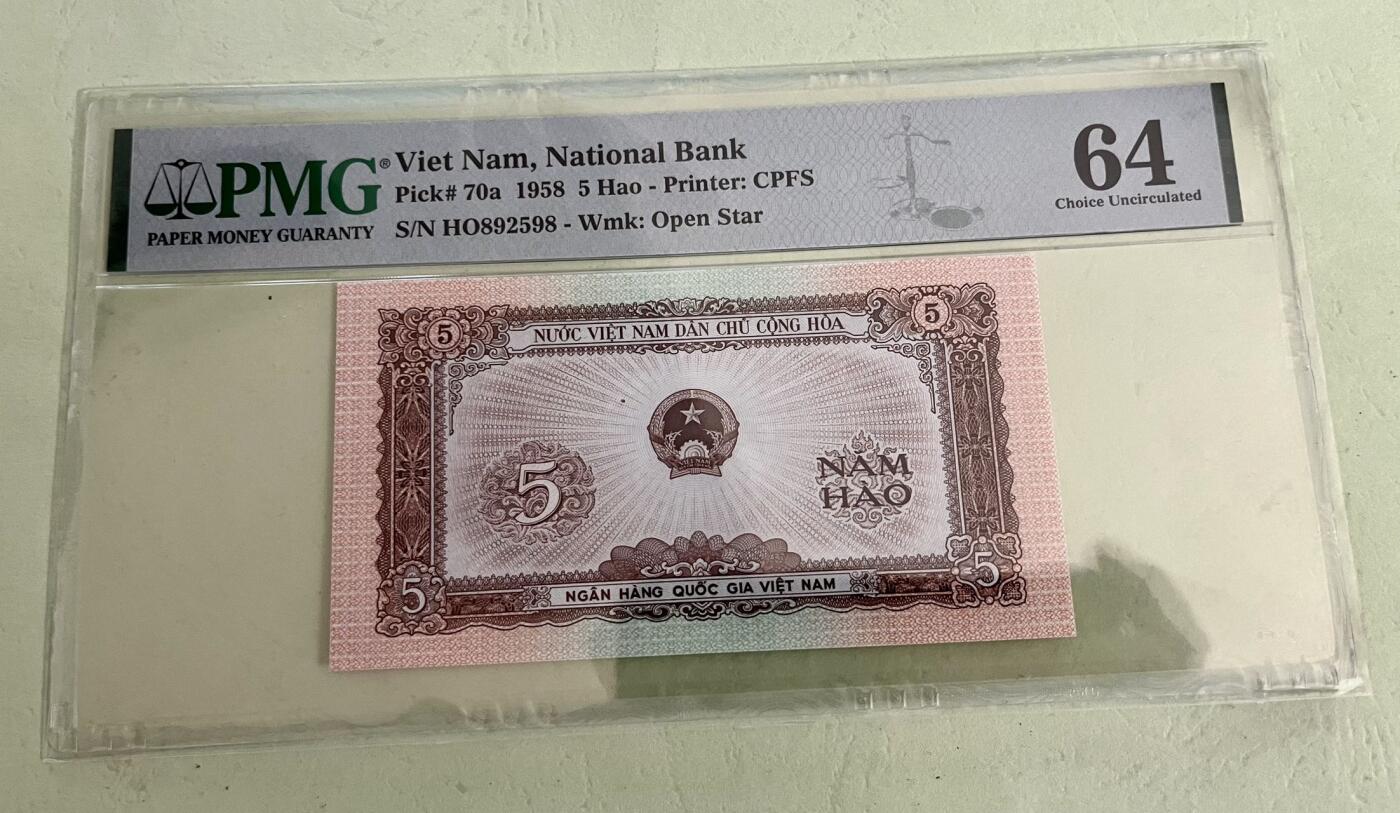 PMG®
PAPER MONEY GUARANTY
Viet Nam, National Bank
Pick# 70a 1958 5 Hao - Printer: CPFS
S/N HO892598 - Wmk: Open Star
64
Choice Uncirculated
5
5
NƯỚC VIỆT NAM DÂN CHỦ CỘNG HÒA
VIỆT NAM
5
NĂM
HÀO
5
5
NGÂN HÀNG QUỐC GIA VIỆT NAM